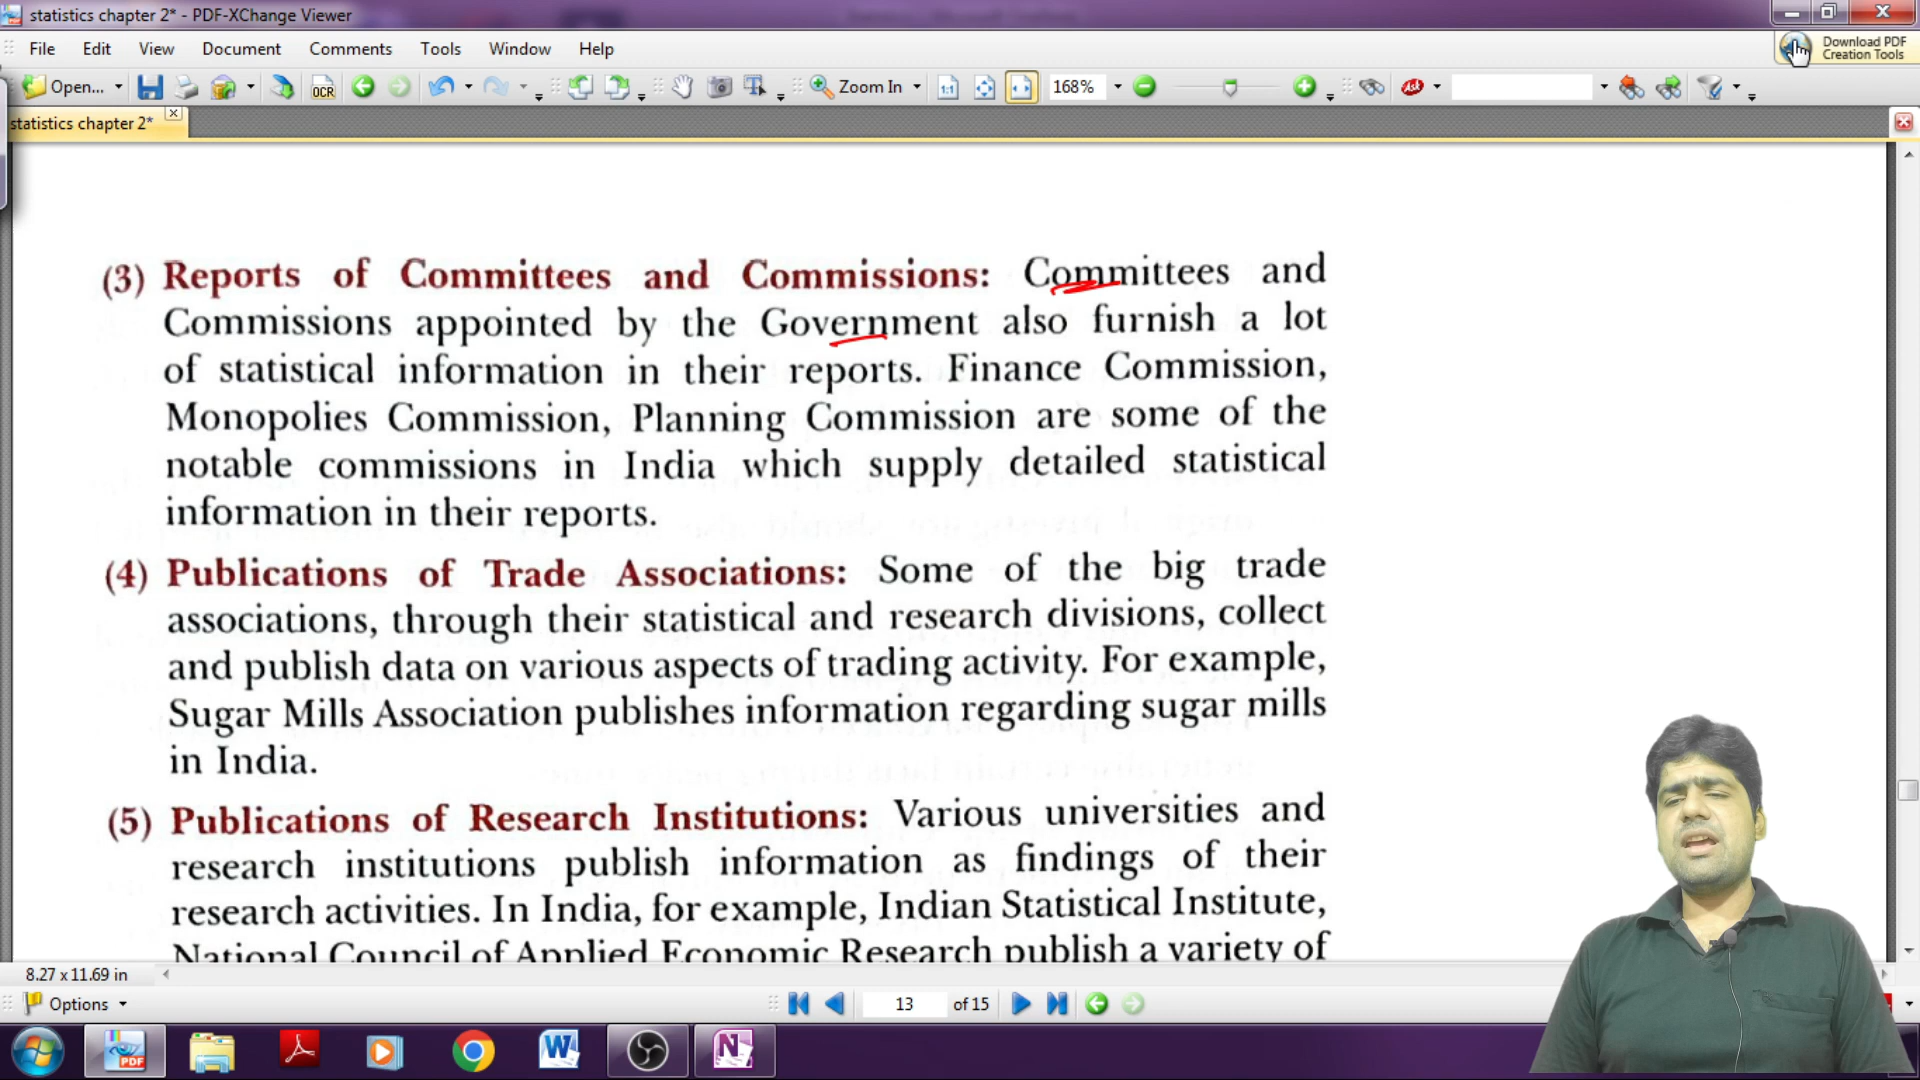 statistics chapter 2* - PDF-XChange Viewer
File Edit View Document Comments Tools Window Help
Download PDF
Creation Tools
Open... OCR Zoom In 1:1 168% Ask
statistics chapter 2*
(3) Reports of Committees and Commissions: Committees and
Commissions appointed by the Government also furnish a lot
of statistical information in their reports. Finance Commission,
Monopolies Commission, Planning Commission are some of the
notable commissions in India which supply detailed statistical
information in their reports.
(4) Publications of Trade Associations: Some of the big trade
associations, through their statistical and research divisions, collect
and publish data on various aspects of trading activity. For example,
Sugar Mills Association publishes information regarding sugar mills
in India.
(5) Publications of Research Institutions: Various universities and
research institutions publish information as findings of their
research activities. In India, for example, Indian Statistical Institute,
National Council of Applied Economic Research publish a variety of
8.27 x 11.69 in
Options 13 of 15
PDF W N